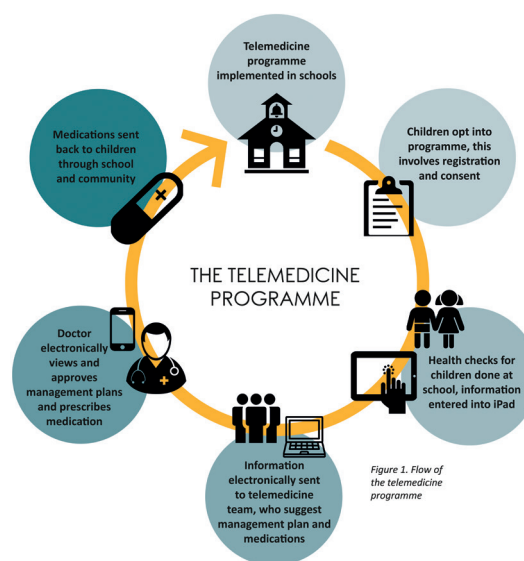 Telemedicine
programme
implemented in schools
Children opt into
programme, this
involves registration
and consent
Health checks for
children done at
school, information
entered into iPad
Information
electronically sent
to telemedicine
team, who suggest
management plan and
medications
Doctor
electronically
views and
approves
management plans
and prescribes
medication
Medications sent
back to children
through school
and community
THE TELEMEDICINE
PROGRAMME
Figure 1. Flow of
the telemedicine
programme